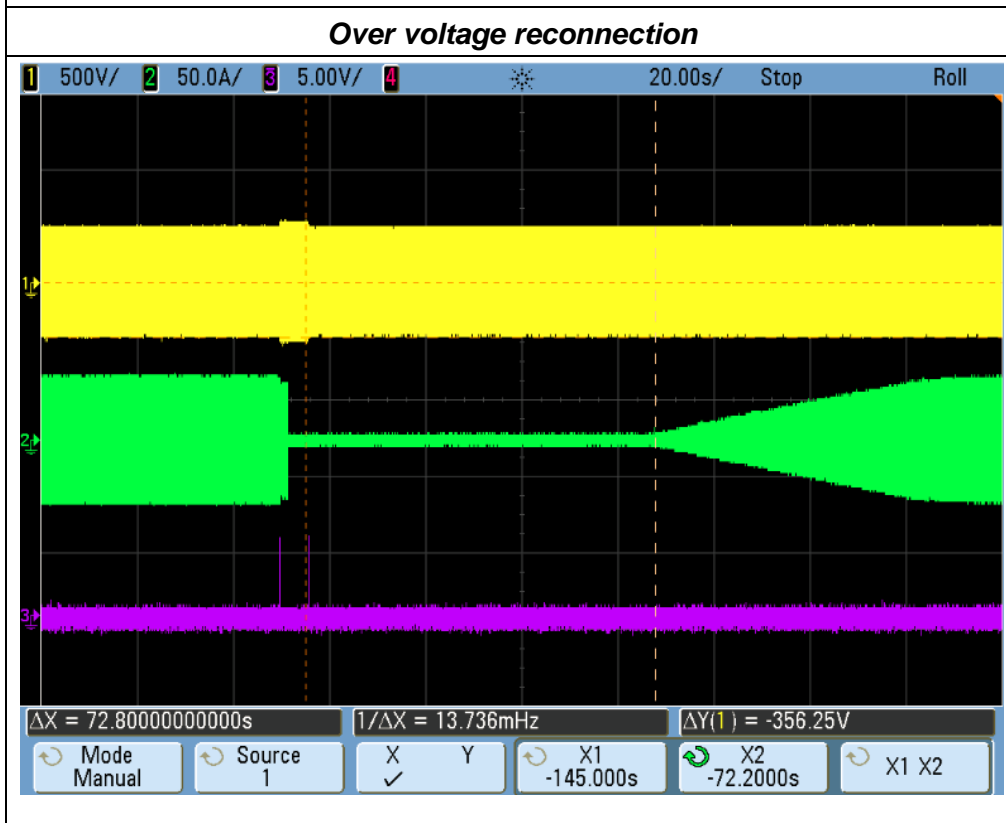 Over voltage reconnection
1 500V/ 2 50.0A/ 3 5.00V/ 4 20.00s/ Stop Roll
1
2
3
ΔX = 72.80000000000s 1/ΔX = 13.736mHz ΔY(1) = -356.25V
Mode Source X Y X1 X2 X1 X2
Manual 1 ✓ -145.000s -72.2000s